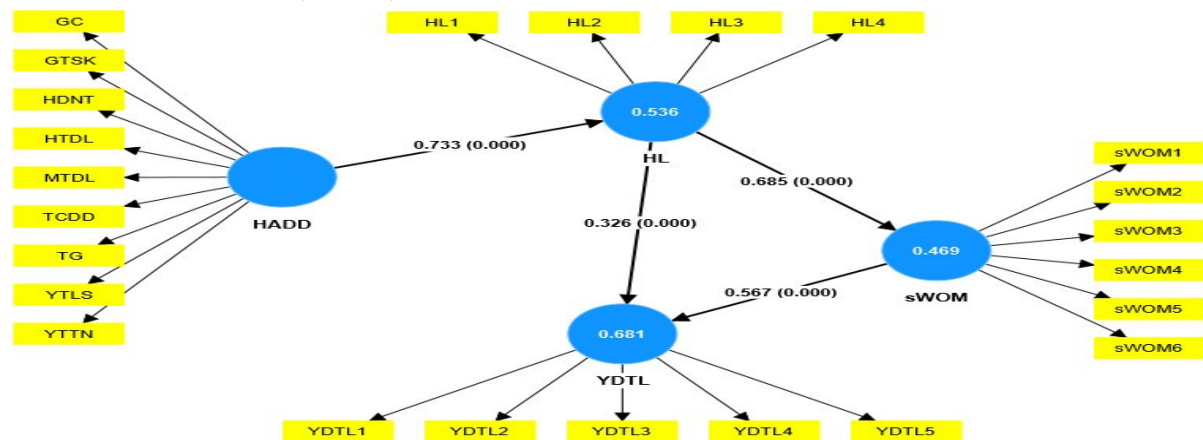 GC
GTSK
HDNT
HTDL
MTDL
TCDD
TG
YTLS
YTTN
HADD
0.733 (0.000)
HL1
HL2
HL3
HL4
0.536
HL
0.685 (0.000)
0.326 (0.000)
0.469
sWOM
0.567 (0.000)
sWOM1
sWOM2
sWOM3
sWOM4
sWOM5
sWOM6
0.681
YDTL
YDTL1
YDTL2
YDTL3
YDTL4
YDTL5